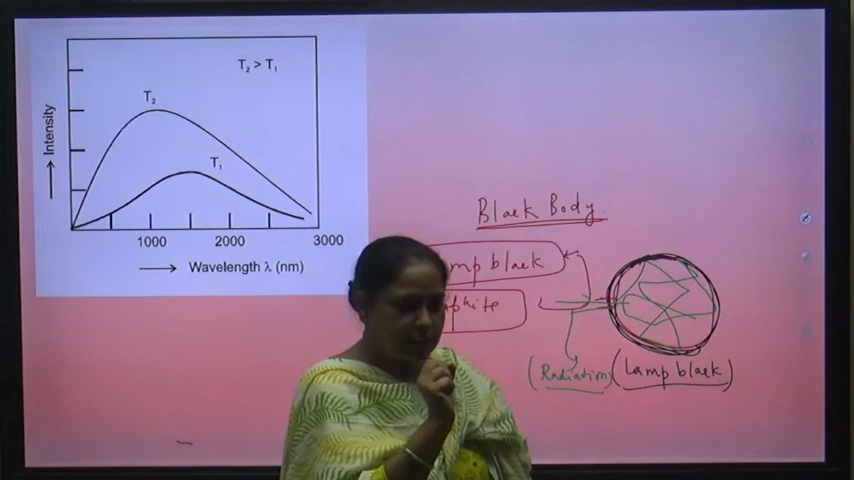 T₂ > T₁
T₂
T₁
Intensity
1000 2000 3000
Wavelength λ (nm)
Black Body
mp black
phite
(Radiation) (Lamp black)